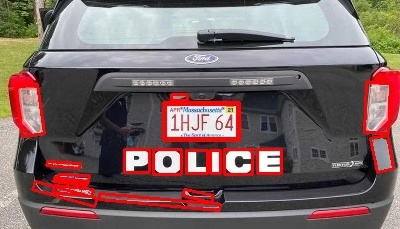 Ford
APR Massachusetts 21
1HJF 64
The Spirit of America
POLICE